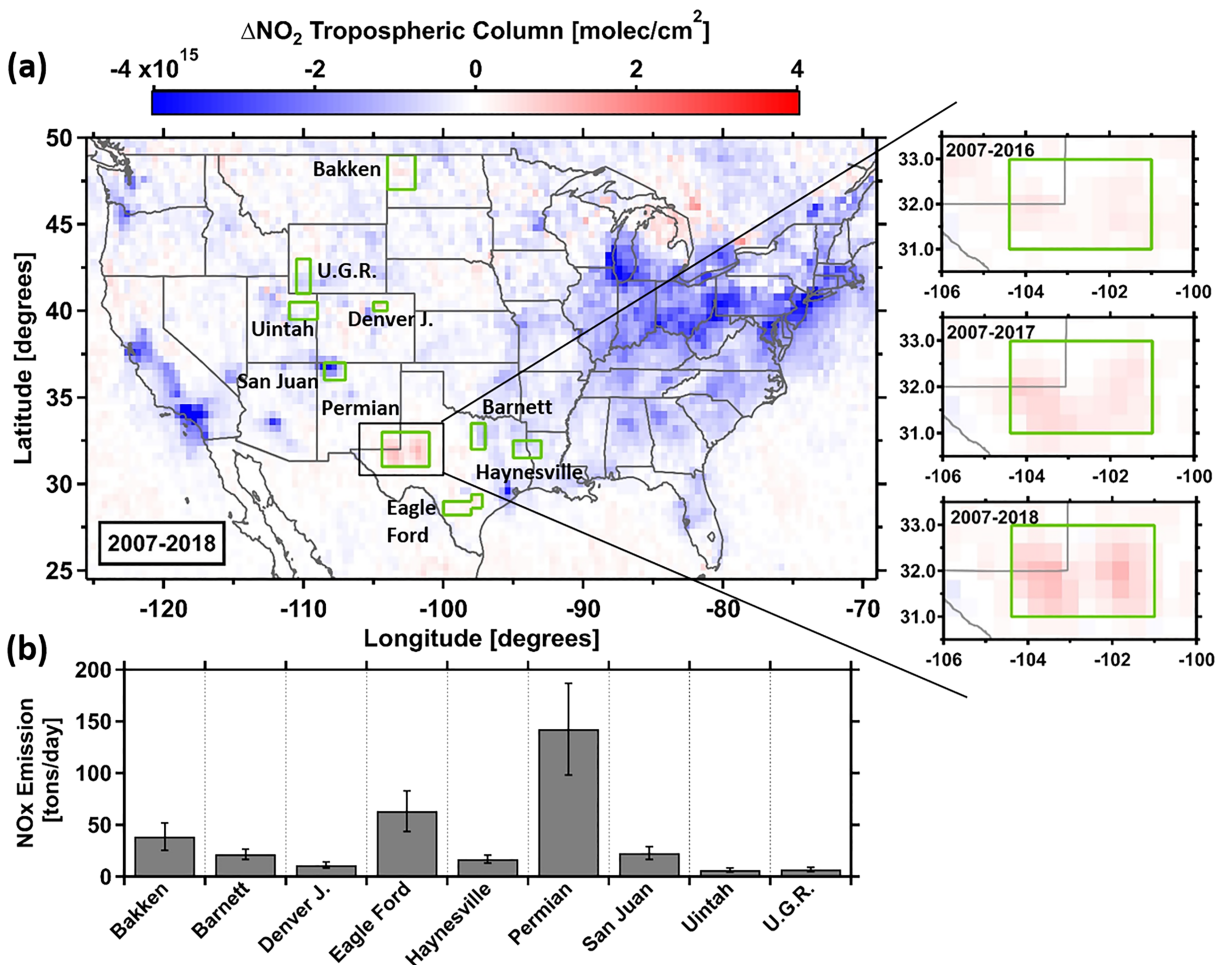 ΔNO2 Tropospheric Column [molec/cm2]
(a)
-4 x10^15 -2 0 2 4
50
45
40
35
30
25
Latitude [degrees]
Bakken
U.G.R.
Uintah
Denver J.
San Juan
Permian
Barnett
Haynesville
Eagle
Ford
2007-2018
-120 -110 -100 -90 -80 -70
Longitude [degrees]
2007-2016
33.0
32.0
31.0
-106 -104 -102 -100
2007-2017
33.0
32.0
31.0
2007-2018
33.0
32.0
31.0
-106 -104 -102 -100
(b)
NOx Emission
[tons/day]
200
150
100
50
0
Bakken
Barnett
Denver J.
Eagle Ford
Haynesville
Permian
San Juan
Uintah
U.G.R.